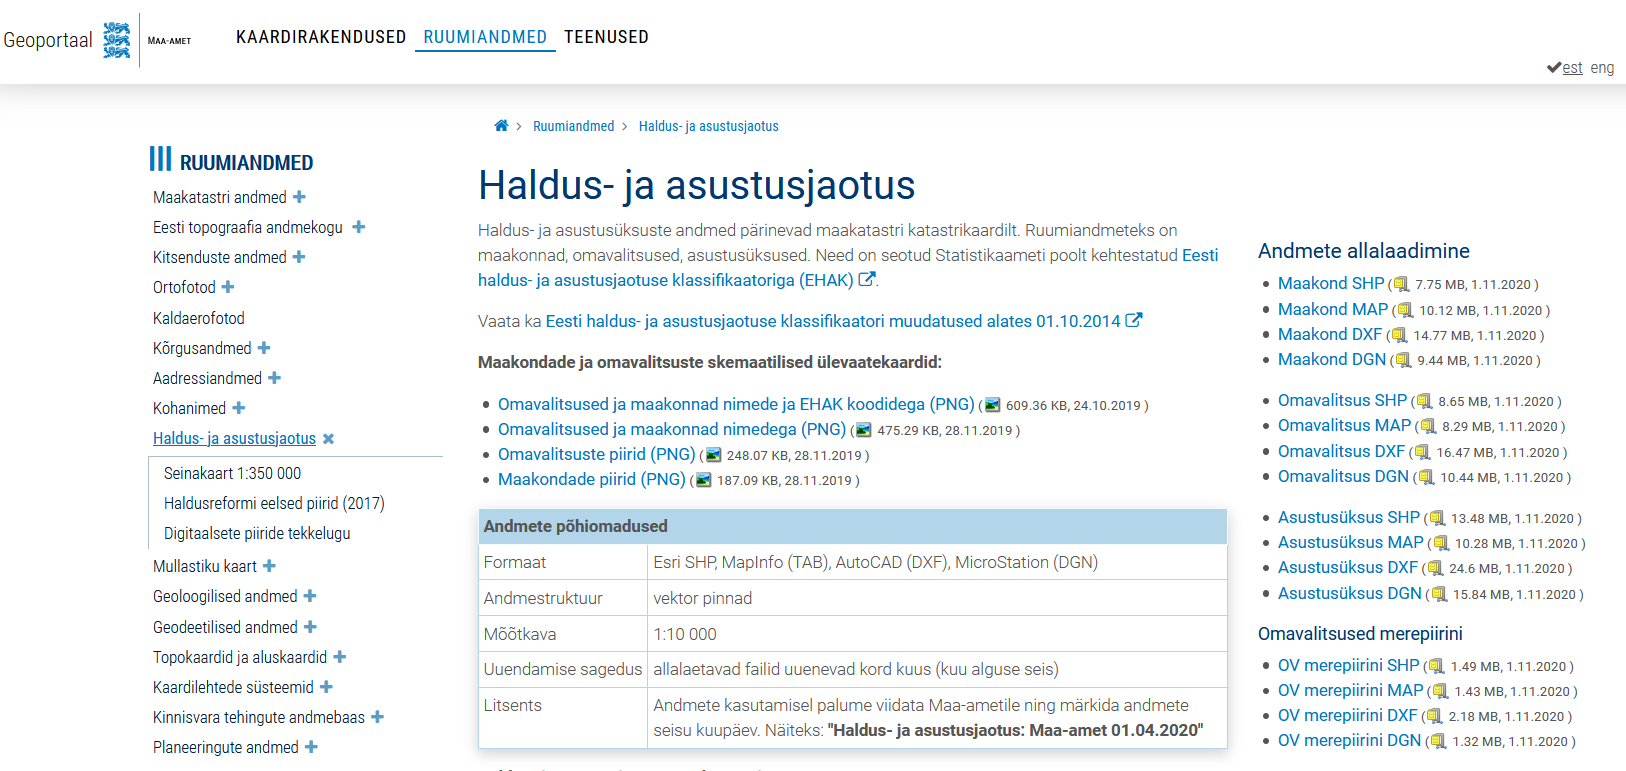 Geoportaal
MAA-AMET
KAARDIRAKENDUSED RUUMIANDMED TEENUSED
est eng
Ruumiandmed Haldus- ja asustusjaotus
RUUMIANDMED
Maakatastri andmed
Eesti topograafia andmekogu
Kitsenduste andmed
Ortofotod
Kaldaerofotod
Kõrgusandmed
Aadressiandmed
Kohanimed
Haldus- ja asustusjaotus
Seinakaart 1:350 000
Haldusreformi eelsed piirid (2017)
Digitaalsete piiride tekkelugu
Mullastiku kaart
Geoloogilised andmed
Geodeetilised andmed
Topokaardid ja aluskaardid
Kaardilehtede süsteemid
Kinnisvara tehingute andmebaas
Planeeringute andmed
Haldus- ja asustusjaotus
Haldus- ja asustusüksuste andmed pärinevad maakatastri katastrikaardilt. Ruumiandmeteks on
maakonnad, omavalitsused, asustusüksused. Need on seotud Statistikaameti poolt kehtestatud Eesti
haldus- ja asustusjaotuse klassifikaatoriga (EHAK).
Vaata ka Eesti haldus- ja asustusjaotuse klassifikaatori muudatused alates 01.10.2014
Maakondade ja omavalitsuste skemaatilised ülevaatekaardid:
Omavalitsused ja maakonnad nimede ja EHAK koodidega (PNG) ( 609.36 KB, 24.10.2019 )
Omavalitsused ja maakonnad nimedega (PNG) ( 475.29 KB, 28.11.2019 )
Omavalitsuste piirid (PNG) ( 248.07 KB, 28.11.2019 )
Maakondade piirid (PNG) ( 187.09 KB, 28.11.2019 )
Andmete põhiomadused
Formaat Esri SHP, MapInfo (TAB), AutoCAD (DXF), MicroStation (DGN)
Andmestruktuur vektor pinnad
Mõõtkava 1:10 000
Uuendamise sagedus allalaetavad failid uuenevad kord kuus (kuu alguse seis)
Litsents Andmete kasutamisel palume viidata Maa-ametile ning märkida andmete
seisu kuupäev. Näiteks: "Haldus- ja asustusjaotus: Maa-amet 01.04.2020"
Andmete allalaadimine
Maakond SHP ( 7.75 MB, 1.11.2020 )
Maakond MAP ( 10.12 MB, 1.11.2020 )
Maakond DXF ( 14.77 MB, 1.11.2020 )
Maakond DGN ( 9.44 MB, 1.11.2020 )
Omavalitsus SHP ( 8.65 MB, 1.11.2020 )
Omavalitsus MAP ( 8.29 MB, 1.11.2020 )
Omavalitsus DXF ( 16.47 MB, 1.11.2020 )
Omavalitsus DGN ( 10.44 MB, 1.11.2020 )
Asustusüksus SHP ( 13.48 MB, 1.11.2020 )
Asustusüksus MAP ( 10.28 MB, 1.11.2020 )
Asustusüksus DXF ( 24.6 MB, 1.11.2020 )
Asustusüksus DGN ( 15.84 MB, 1.11.2020 )
Omavalitsused merepiirini
OV merepiirini SHP ( 1.49 MB, 1.11.2020 )
OV merepiirini MAP ( 1.43 MB, 1.11.2020 )
OV merepiirini DXF ( 2.18 MB, 1.11.2020 )
OV merepiirini DGN ( 1.32 MB, 1.11.2020 )